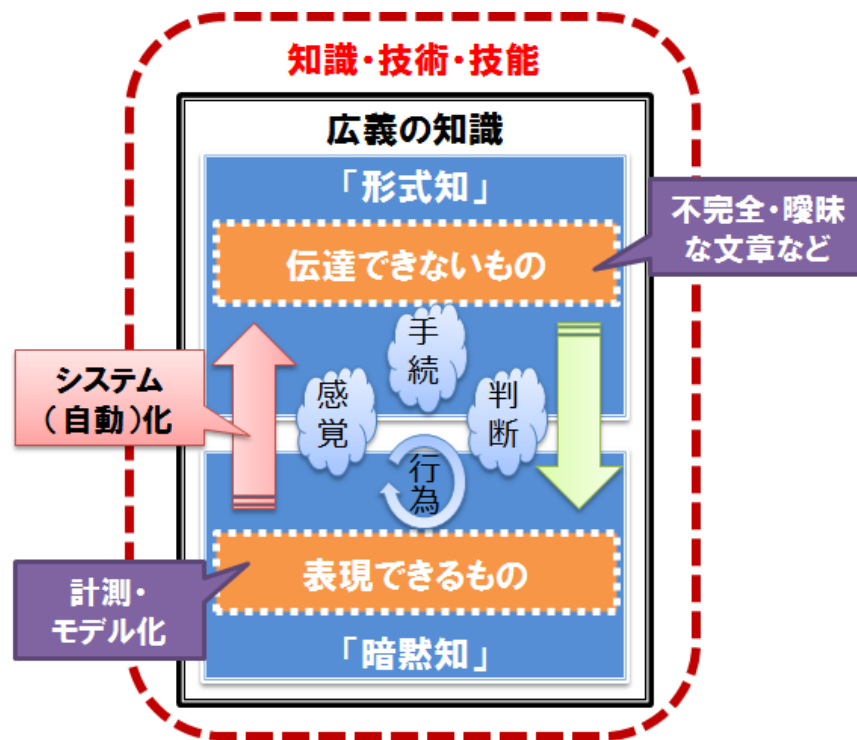 知識・技術・技能
広義の知識
「形式知」
不完全・曖昧
な文章など
伝達できないもの
手続
システム
(自動)化
感覚
判断
行為
表現できるもの
計測・
モデル化
「暗黙知」